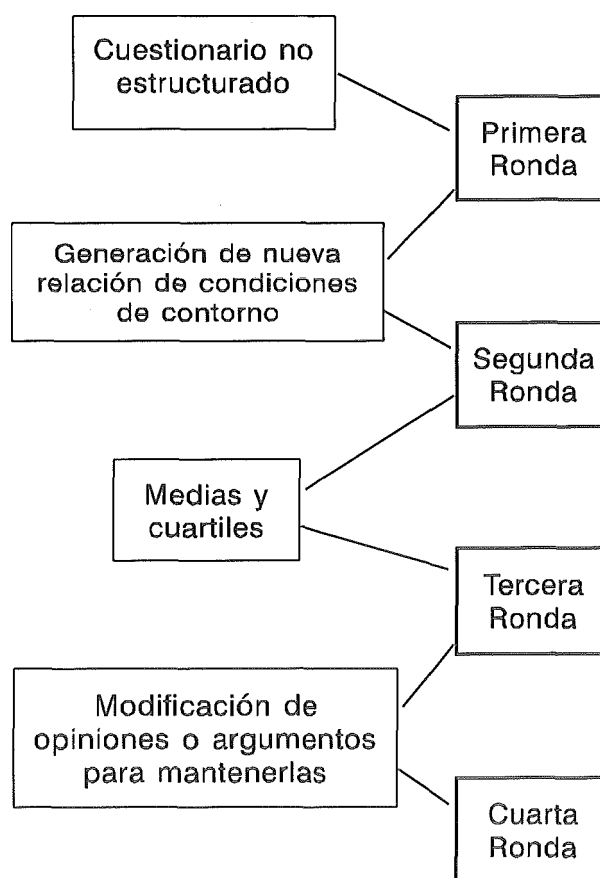 Cuestionario no
estructurado
Primera
Ronda
Generación de nueva
relación de condiciones
de contorno
Segunda
Ronda
Medias y
cuartiles
Tercera
Ronda
Modificación de
opiniones o argumentos
para mantenerlas
Cuarta
Ronda